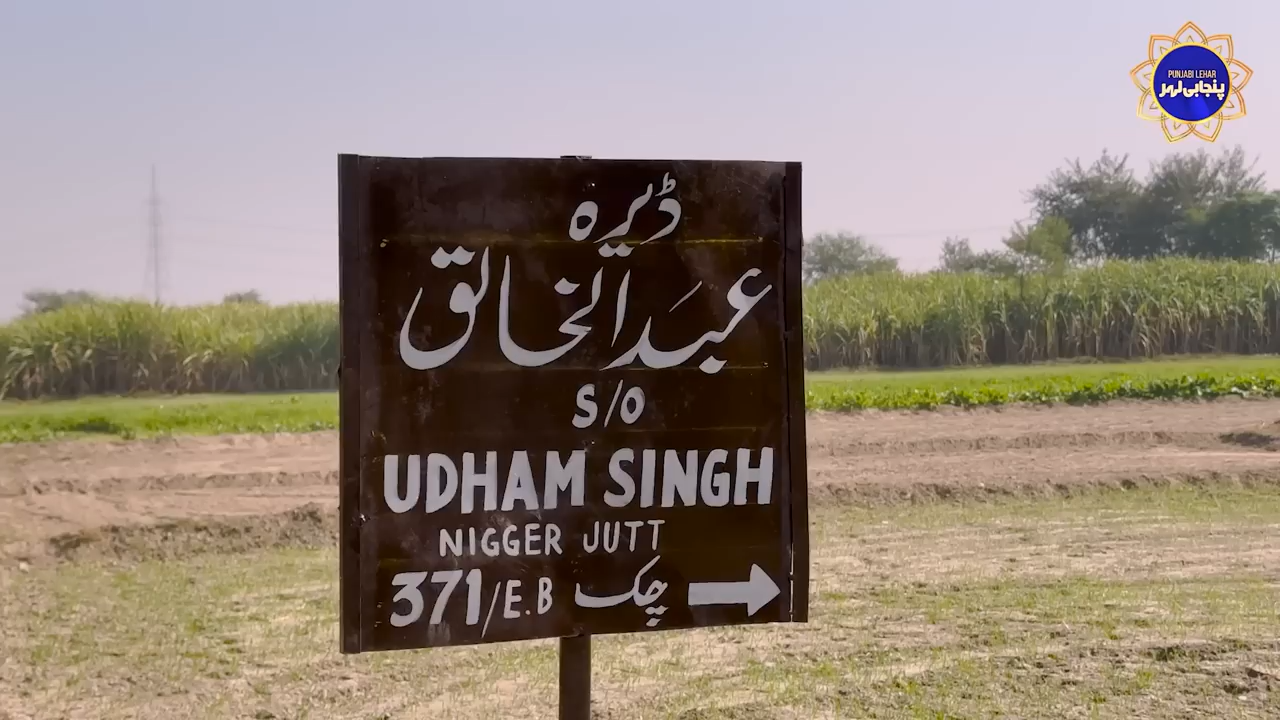 PUNJABI LEHAR
پنجابی لہر
ڈیرہ
عبدالخالق
S/O
UDHAM SINGH
NIGGER JUTT
371/E.B چک